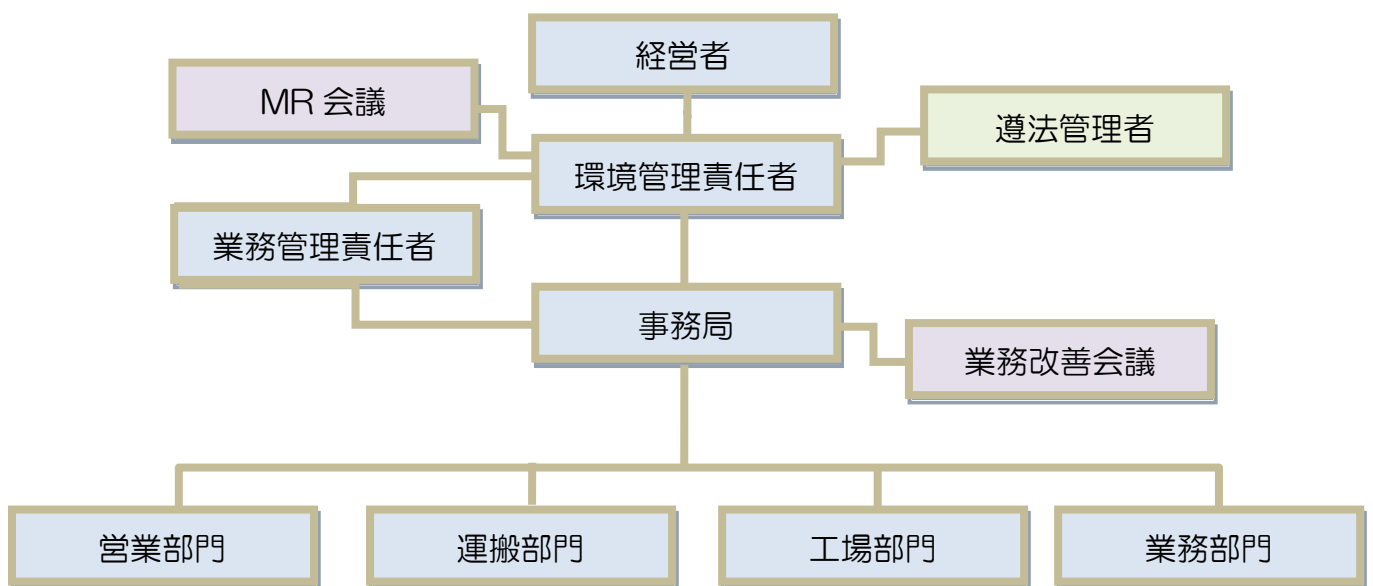 経営者
MR 会議
遵法管理者
環境管理責任者
業務管理責任者
事務局
業務改善会議
営業部門
運搬部門
工場部門
業務部門